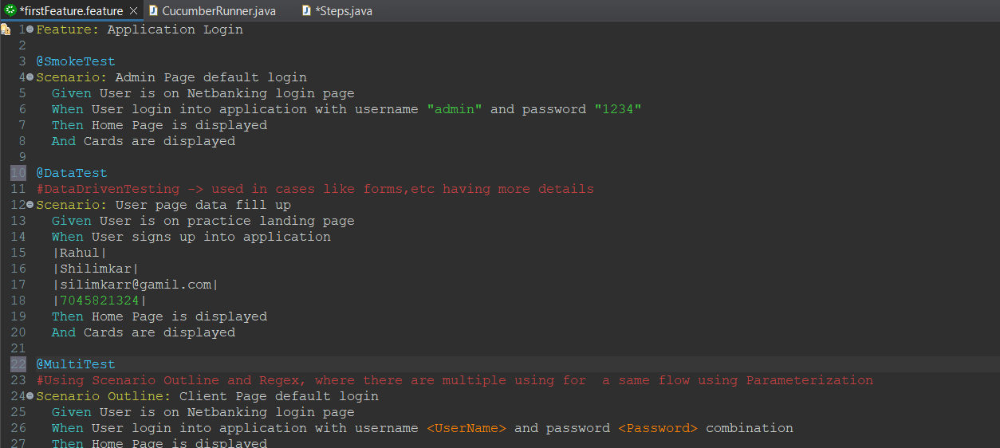 *firstFeature.feature CucumberRunner.java *Steps.java
1 Feature: Application Login
2
3 @SmokeTest
4 Scenario: Admin Page default login
5 Given User is on Netbanking login page
6 When User login into application with username "admin" and password "1234"
7 Then Home Page is displayed
8 And Cards are displayed
9
10 @DataTest
11 #DataDrivenTesting -> used in cases like forms,etc having more details
12 Scenario: User page data fill up
13 Given User is on practice landing page
14 When User signs up into application
15 |Rahul|
16 |Shilimkar|
17 |silimkarr@gamil.com|
18 |7045821324|
19 Then Home Page is displayed
20 And Cards are displayed
21
22 @MultiTest
23 #Using Scenario Outline and Regex, where there are multiple using for  a same flow using Parameterization
24 Scenario Outline: Client Page default login
25 Given User is on Netbanking login page
26 When User login into application with username <UserName> and password <Password> combination
27 Then Home Page is displayed